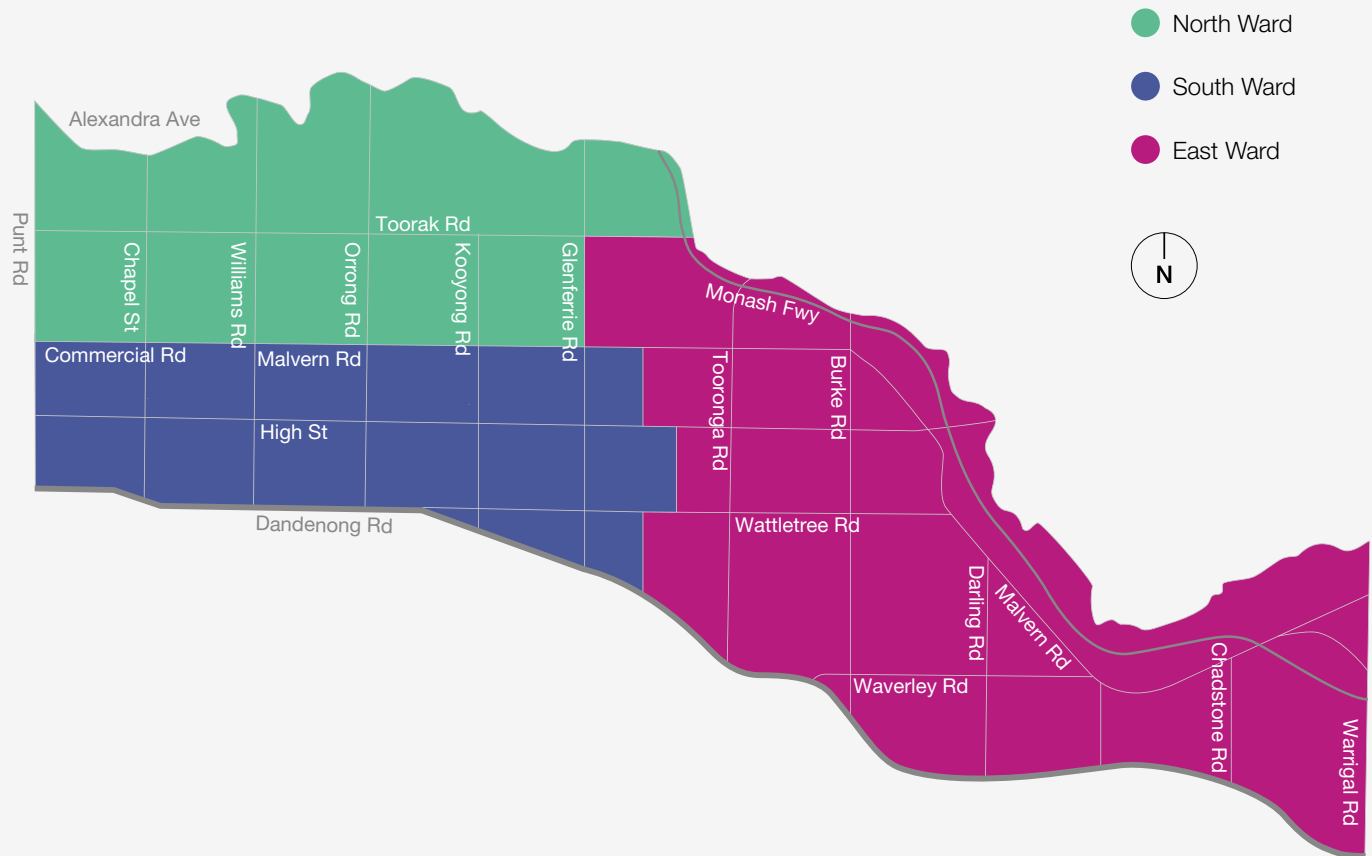 North Ward
South Ward
East Ward
N
Alexandra Ave
Punt Rd
Toorak Rd
Chapel St
Williams Rd
Orrong Rd
Kooyong Rd
Glenferrie Rd
Monash Fwy
Commercial Rd
Malvern Rd
Tooronga Rd
Burke Rd
High St
Dandenong Rd
Wattletree Rd
Darling Rd
Malvern Rd
Waverley Rd
Chadstone Rd
Warrigal Rd